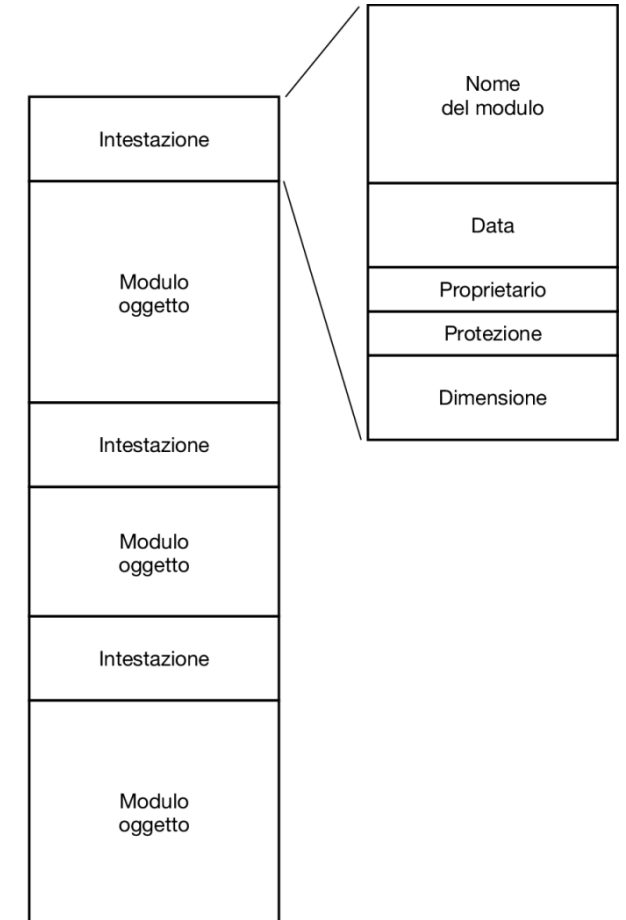 Intestazione
Modulo
oggetto
Intestazione
Modulo
oggetto
Intestazione
Modulo
oggetto
Nome
del modulo
Data
Proprietario
Protezione
Dimensione